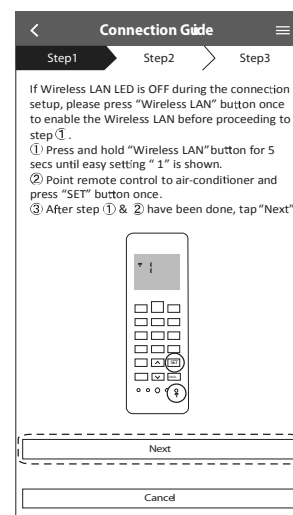 Connection Guide
Step1 Step2 Step3
If Wireless LAN LED is OFF during the connection
setup, please press “Wireless LAN” button once
to enable the Wireless LAN before proceeding to
step ①.
① Press and hold “Wireless LAN” button for 5
secs until easy setting “ 1” is shown.
② Point remote control to air-conditioner and
press “SET” button once.
③ After step ① & ② have been done, tap “Next”
1
SET
Next
Cancel